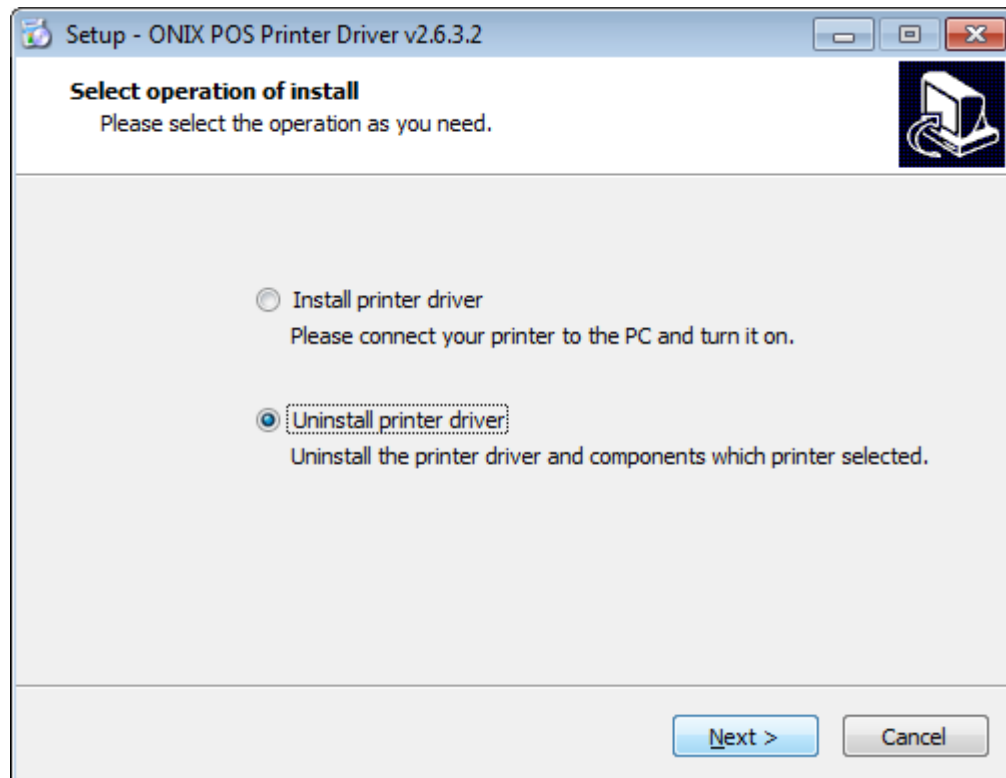 Setup - ONIX POS Printer Driver v2.6.3.2
Select operation of install
Please select the operation as you need.
Install printer driver
Please connect your printer to the PC and turn it on.
Uninstall printer driver
Uninstall the printer driver and components which printer selected.
Next >
Cancel